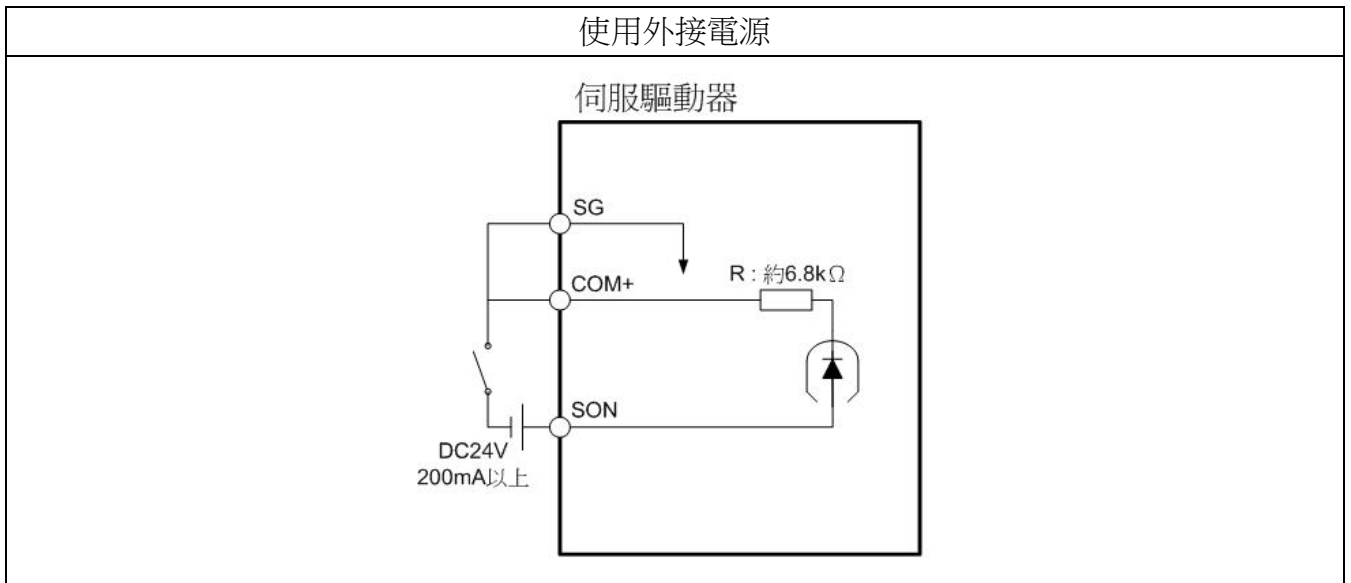 使用外接電源
伺服驅動器
SG
COM+
R : 約6.8kΩ
SON
DC24V
200mA以上